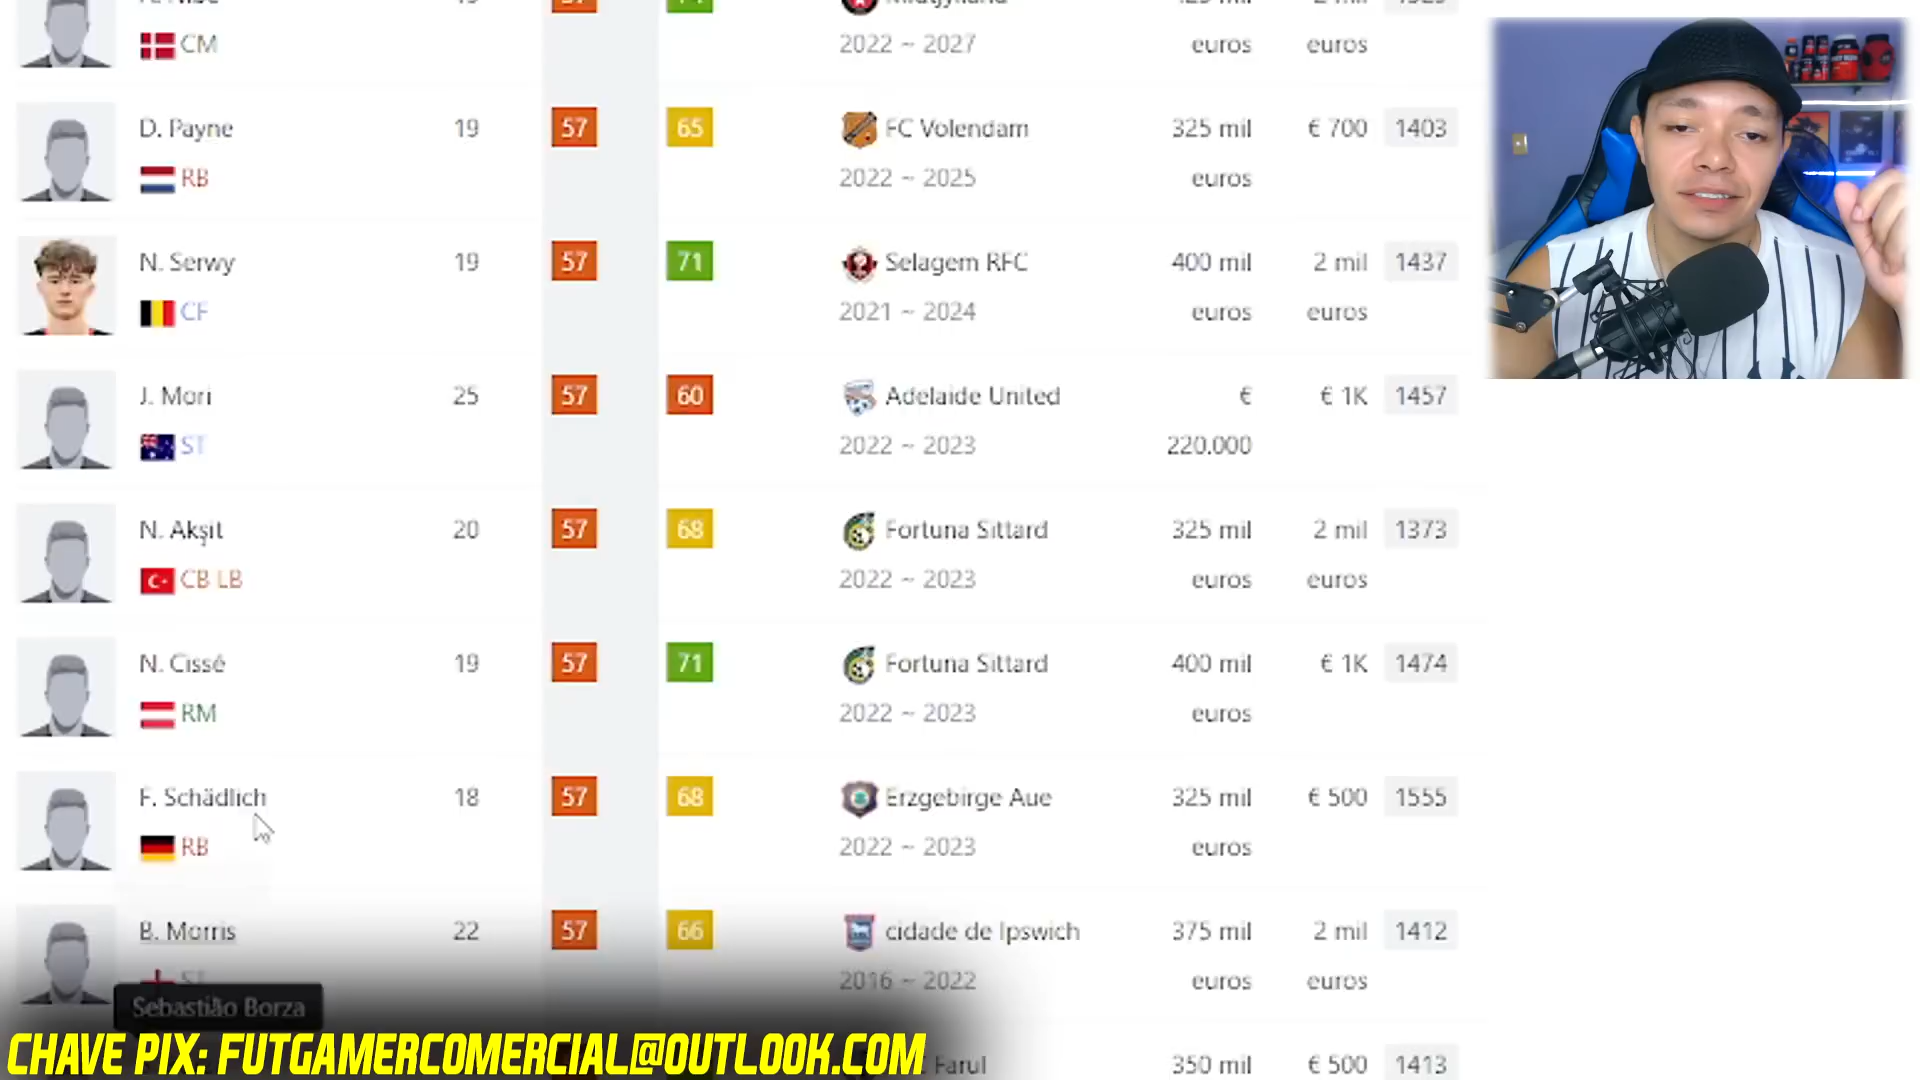 CM
2022 ~ 2027
euros
euros
D. Payne 19 57 65 FC Volendam 325 mil € 700 1403
RB 2022 ~ 2025 euros
N. Serwy 19 57 71 Selagem RFC 400 mil 2 mil 1437
CF 2021 ~ 2024 euros euros
J. Mori 25 57 60 Adelaide United € € 1K 1457
ST 2022 ~ 2023 220.000
N. Akşit 20 57 68 Fortuna Sittard 325 mil 2 mil 1373
CB LB 2022 ~ 2023 euros euros
N. Cissé 19 57 71 Fortuna Sittard 400 mil € 1K 1474
RM 2022 ~ 2023 euros
F. Schädlich 18 57 68 Erzgebirge Aue 325 mil € 500 1555
RB 2022 ~ 2023 euros
B. Morris 22 57 66 cidade de Ipswich 375 mil 2 mil 1412
ST 2016 ~ 2022 euros euros
Sebastião Borza
CHAVE PIX: FUTGAMERCOMERCIAL@OUTLOOK.COM
Farul 350 mil € 500 1413